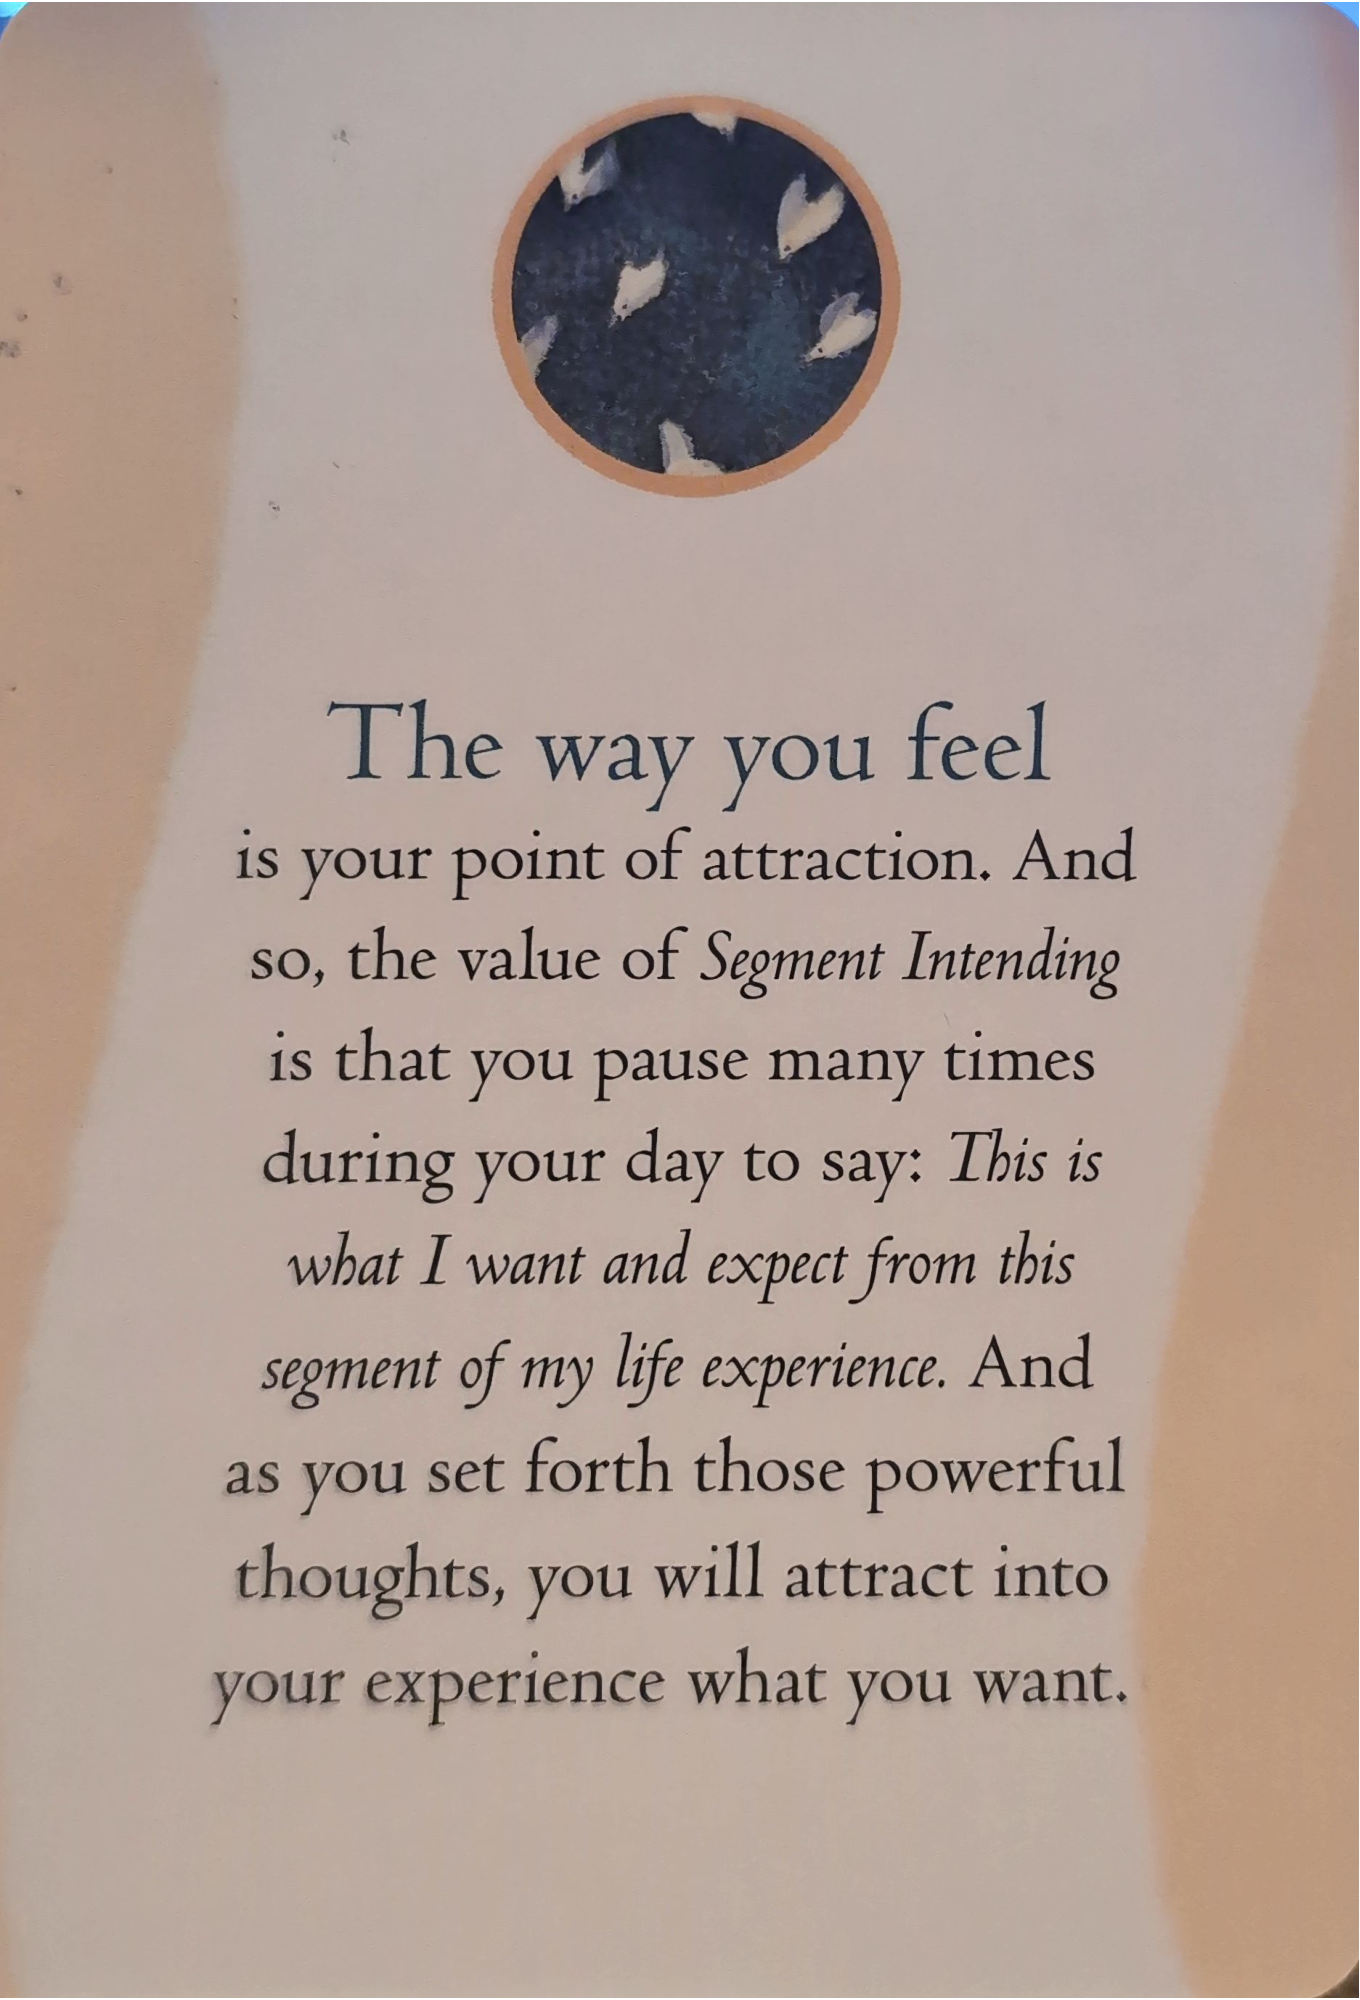 The way you feel
is your point of attraction. And
so, the value of Segment Intending
is that you pause many times
during your day to say: This is
what I want and expect from this
segment of my life experience. And
as you set forth those powerful
thoughts, you will attract into
your experience what you want.